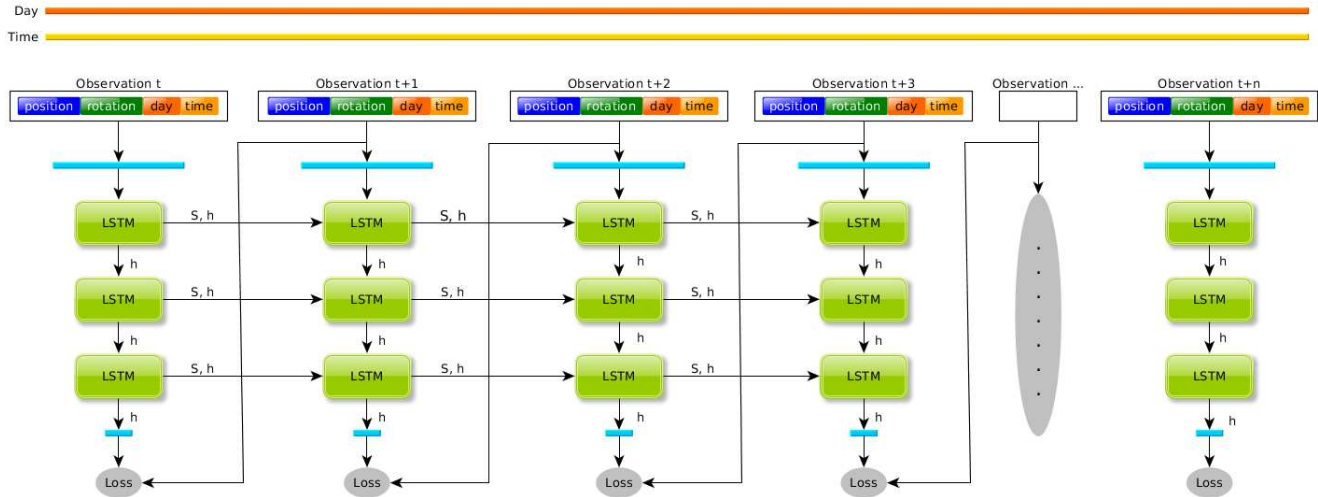 Day
Time
Observation t Observation t+1 Observation t+2 Observation t+3 Observation ... Observation t+n
position rotation day time position rotation day time position rotation day time position rotation day time position rotation day time
LSTM S, h LSTM S, h LSTM S, h LSTM LSTM
h h h h h
LSTM S, h LSTM S, h LSTM S, h LSTM LSTM
h h h h h
LSTM S, h LSTM S, h LSTM S, h LSTM LSTM
h h h h h
Loss Loss Loss Loss Loss